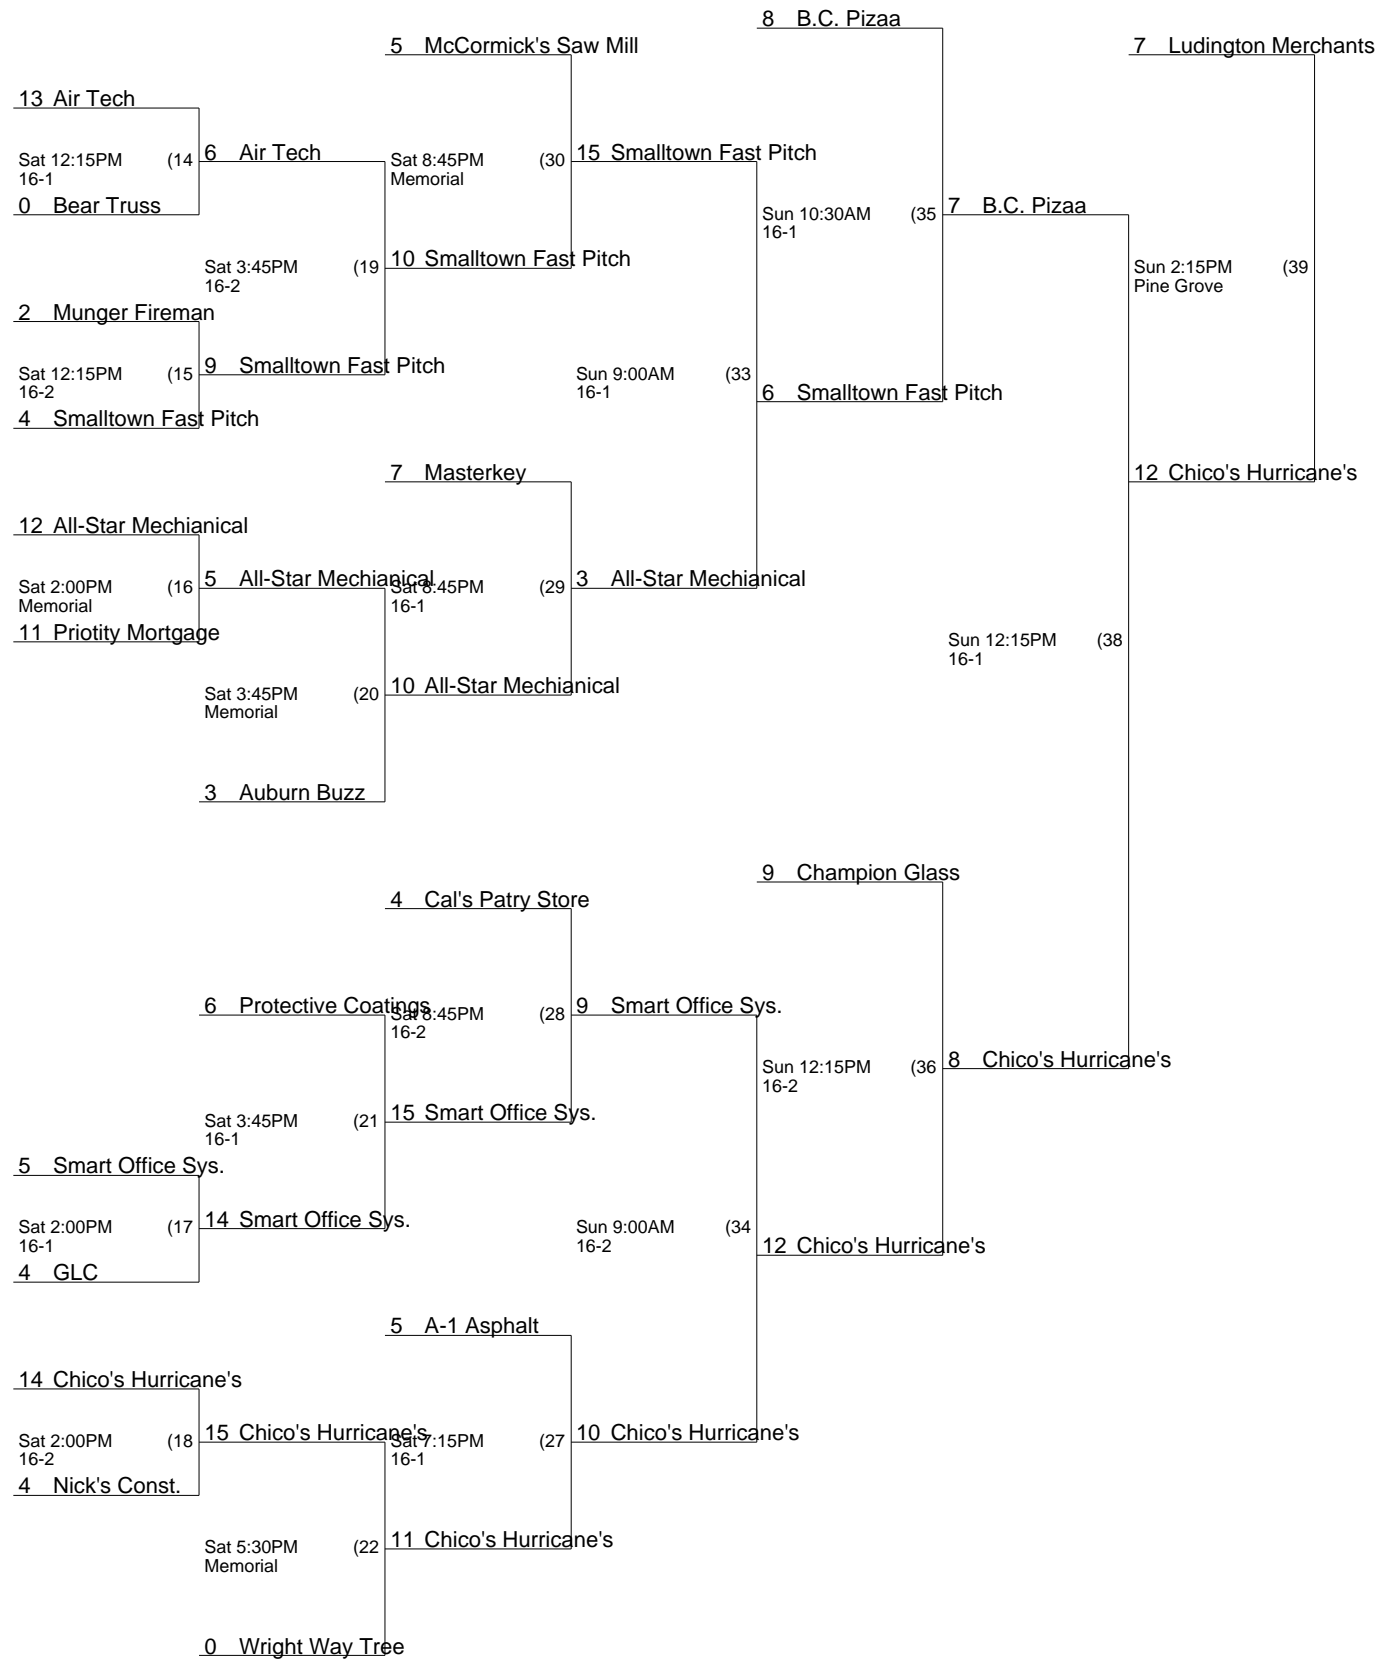 8 B.C. Pizaa
5 McCormick's Saw Mill
7 Ludington Merchants
13 Air Tech
Sat 12:15PM (14
16-1
6 Air Tech
Sat 8:45PM (30
Memorial
15 Smalltown Fast Pitch
0 Bear Truss
Sun 10:30AM (35
16-1
7 B.C. Pizaa
Sat 3:45PM (19
16-2
10 Smalltown Fast Pitch
Sun 2:15PM (39
Pine Grove
2 Munger Fireman
Sat 12:15PM (15
16-2
9 Smalltown Fast Pitch
Sun 9:00AM (33
16-1
6 Smalltown Fast Pitch
4 Smalltown Fast Pitch
7 Masterkey
12 Chico's Hurricane's
12 All-Star Mechianical
Sat 2:00PM (16
Memorial
5 All-Star Mechianical
Sat 8:45PM (29
16-1
3 All-Star Mechianical
11 Priotity Mortgage
Sun 12:15PM (38
16-1
Sat 3:45PM (20
Memorial
10 All-Star Mechianical
3 Auburn Buzz
9 Champion Glass
4 Cal's Patry Store
6 Protective Coatings
Sat 8:45PM (28
16-2
9 Smart Office Sys.
Sun 12:15PM (36
16-2
8 Chico's Hurricane's
Sat 3:45PM (21
16-1
15 Smart Office Sys.
5 Smart Office Sys.
Sat 2:00PM (17
16-1
14 Smart Office Sys.
Sun 9:00AM (34
16-2
12 Chico's Hurricane's
4 GLC
5 A-1 Asphalt
14 Chico's Hurricane's
Sat 2:00PM (18
16-2
15 Chico's Hurricane's
Sat 7:15PM (27
16-1
10 Chico's Hurricane's
4 Nick's Const.
Sat 5:30PM (22
Memorial
11 Chico's Hurricane's
0 Wright Way Tree